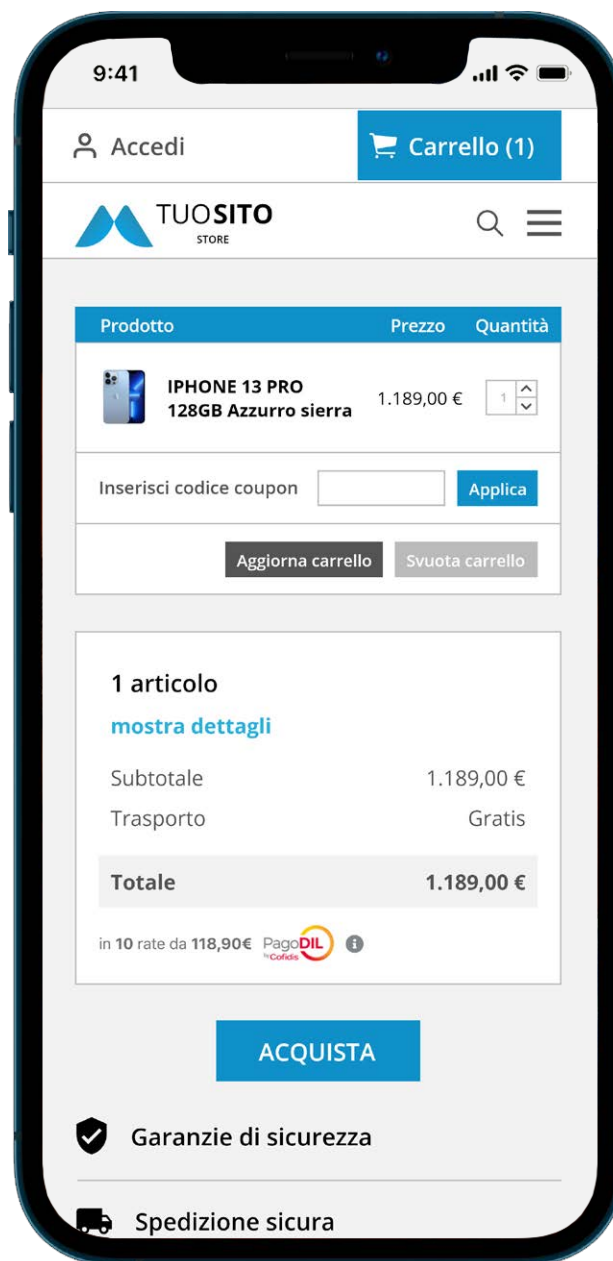 9:41
Accedi
Carrello (1)
TUOSITO
STORE
Prodotto Prezzo Quantità
IPHONE 13 PRO
128GB Azzurro sierra
1.189,00 €
1
Inserisci codice coupon
Applica
Aggiorna carrello
Svuota carrello
1 articolo
mostra dettagli
Subtotale 1.189,00 €
Trasporto Gratis
Totale 1.189,00 €
in 10 rate da 118,90€ PagoDIL
by Cofidis
ACQUISTA
Garanzie di sicurezza
Spedizione sicura